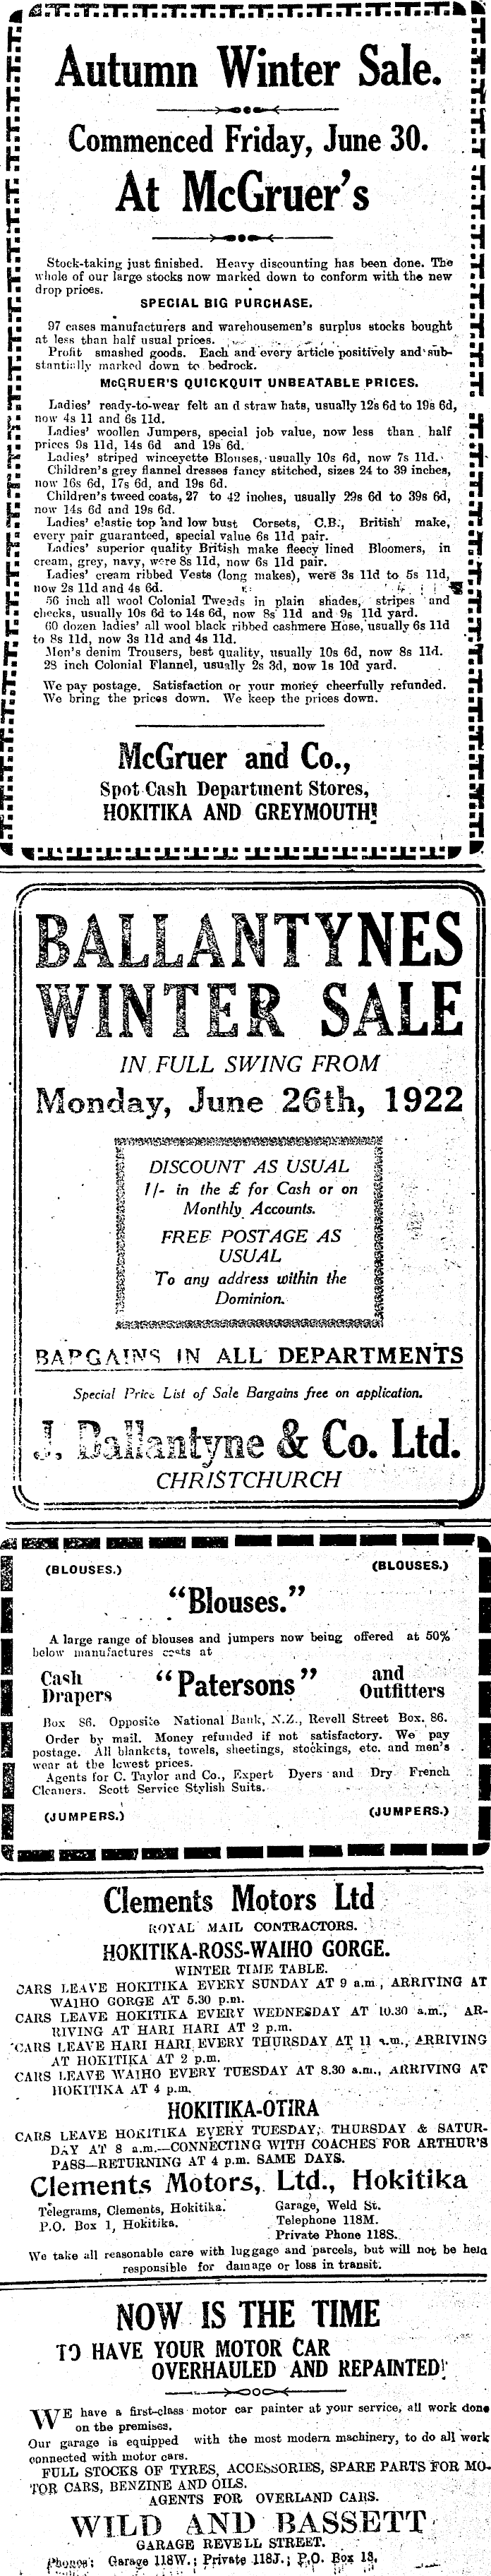 Autumn Winter Sale.
Commenced Friday, June 30.
At McGruer's
Stock-taking just finished. Heavy discounting has been done. The
whole of our large stocks now marked down to conform with the new
drop prices.
SPECIAL BIG PURCHASE.
97 cases manufacturers and warehousemen's surplus stocks bought
at less than half usual prices.
Profit smashed goods. Each and every article positively and sub-
stantially marked down to bedrock.
McGRUER'S QUICKQUIT UNBEATABLE PRICES.
Ladies' ready-to-wear felt an d straw hats, usually 12s 6d to 19s 6d,
now 4s 11 and 6s 11d.
Ladies' woollen Jumpers, special job value, now less than half
prices 9s 11d, 14s 6d and 19s 6d.
Ladies' striped winceyette Blouses, usually 10s 6d, now 7s 11d.
Children's grey flannel dresses fancy stitched, sizes 24 to 39 inches,
now 16s 6d, 17s 6d, and 19s 6d.
Children's tweed coats, 27 to 42 inches, usually 29s 6d to 39s 6d,
now 14s 6d and 19s 6d.
Ladies' elastic top and low bust Corsets, C.B., British make,
every pair guaranteed, special value 6s 11d pair.
Ladies' superior quality British make fleecy lined Bloomers, in
cream, grey, navy, were 8s 11d, now 6s 11d pair.
Ladies' cream ribbed Vests (long makes), were 3s 11d to 5s 11d,
now 2s 11d and 4s 6d.
56 inch all wool Colonial Tweeds in plain shades, stripes and
checks, usually 10s 6d to 14s 6d, now 8s 11d and 9s 11d yard.
60 dozen ladies' all wool black ribbed cashmere Hose, usually 6s 11d
to 8s 11d, now 3s 11d and 4s 11d.
Men's denim Trousers, best quality, usually 10s 6d, now 8s 11d.
28 inch Colonial Flannel, usually 2s 3d, now 1s 10d yard.
We pay postage. Satisfaction or your money cheerfully refunded.
We bring the prices down. We keep the prices down.
McGruer and Co.,
Spot Cash Department Stores,
HOKITIKA AND GREYMOUTH!
BALLANTYNES
WINTER SALE
IN FULL SWING FROM
Monday, June 26th, 1922
DISCOUNT AS USUAL
1/- in the £ for Cash or on
Monthly Accounts.
FREE POSTAGE AS
USUAL
To any address within the
Dominion.
BARGAINS IN ALL DEPARTMENTS
Special Price List of Sale Bargains free on application.
J. Ballantyne & Co. Ltd.
CHRISTCHURCH
(BLOUSES.) (BLOUSES.)
"Blouses."
A large range of blouses and jumpers now being offered at 50%
below manufactures costs at
Cash Drapers "Patersons" and Outfitters
Box 86. Opposite National Bank, N.Z., Revell Street Box. 86.
Order by mail. Money refunded if not satisfactory. We pay
postage. All blankets, towels, sheetings, stockings, etc. and men's
wear at the lowest prices.
Agents for C. Taylor and Co., Expert Dyers and Dry French
Cleaners. Scott Service Stylish Suits.
(JUMPERS.) (JUMPERS.)
Clements Motors Ltd
ROYAL MAIL CONTRACTORS.
HOKITIKA-ROSS-WAIHO GORGE.
WINTER TIME TABLE.
CARS LEAVE HOKITIKA EVERY SUNDAY AT 9 a.m., ARRIVING AT
WAIHO GORGE AT 5.30 p.m.
CARS LEAVE HOKITIKA EVERY WEDNESDAY AT 10.30 a.m., AR-
RIVING AT HARI HARI AT 2 p.m.
CARS LEAVE HARI HARI EVERY THURSDAY AT 11 a.m., ARRIVING
AT HOKITIKA AT 2 p.m.
CARS LEAVE WAIHO EVERY TUESDAY AT 8.30 a.m., ARRIVING AT
HOKITIKA AT 4 p.m.
HOKITIKA-OTIRA
CARS LEAVE HOKITIKA EVERY TUESDAY, THURSDAY & SATUR-
DAY AT 8 a.m.—CONNECTING WITH COACHES FOR ARTHUR'S
PASS—RETURNING AT 4 p.m. SAME DAYS.
Clements Motors, Ltd., Hokitika
Telegrams, Clements, Hokitika. Garage, Weld St.
P.O. Box 1, Hokitika. Telephone 118M.
Private Phone 118S.
We take all reasonable care with luggage and parcels, but will not be held
responsible for damage or loss in transit.
NOW IS THE TIME
TO HAVE YOUR MOTOR CAR
OVERHAULED AND REPAINTED!
WE have a first-class motor car painter at your service, all work done
on the premises.
Our garage is equipped with the most modern machinery, to do all work
connected with motor cars.
FULL STOCKS OF TYRES, ACCESSORIES, SPARE PARTS FOR MO-
TOR CARS, BENZINE AND OILS.
AGENTS FOR OVERLAND CARS.
WILD AND BASSETT
GARAGE REVELL STREET.
Phones: Garage 118W.; Private 118J.; P.O. Box 18.